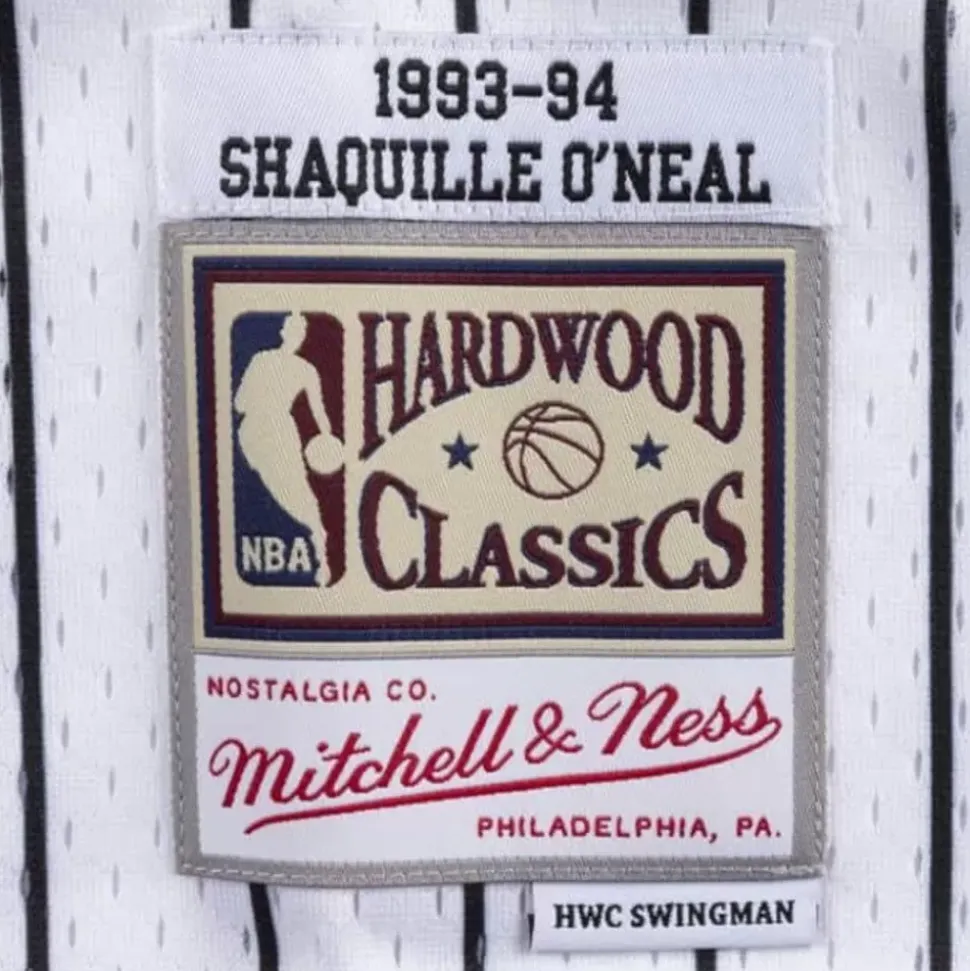 1993-94
SHAQUILLE O'NEAL
HARDWOOD
CLASSICS
NBA
NOSTALGIA CO.
Mitchell & Ness
PHILADELPHIA, PA.
HWC SWINGMAN